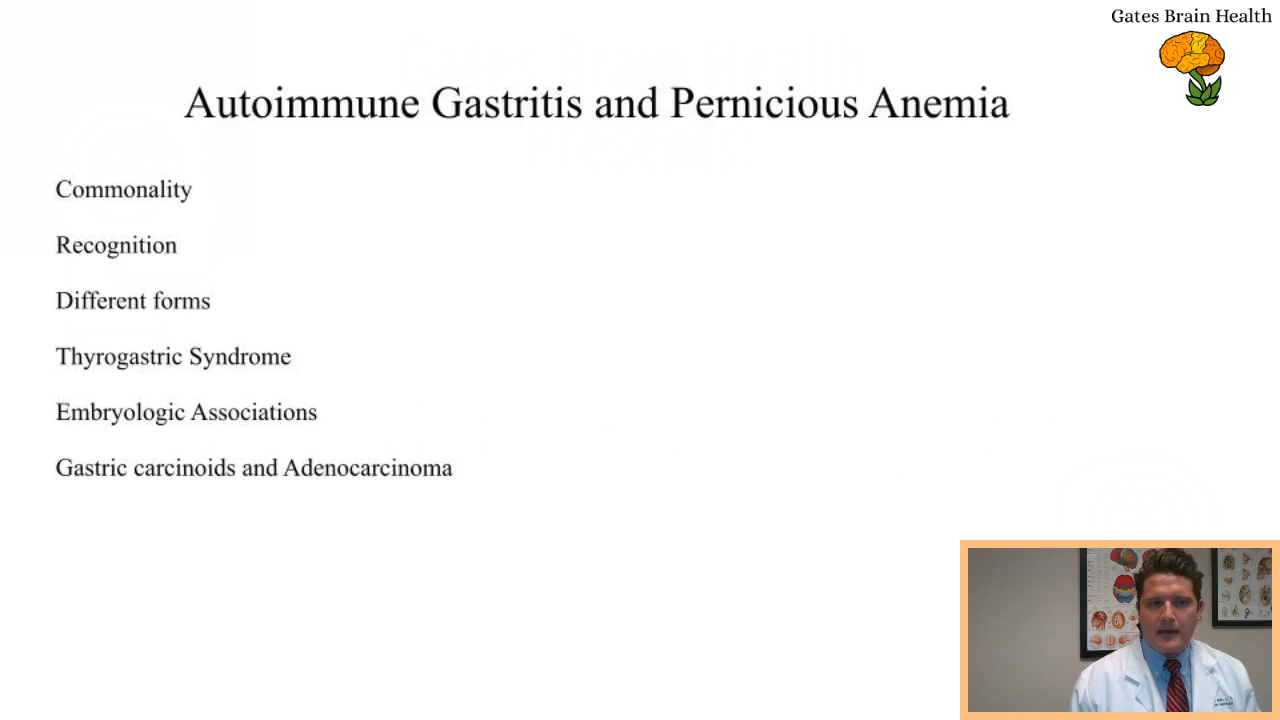 Gates Brain Health
Autoimmune Gastritis and Pernicious Anemia
Commonality
Recognition
Different forms
Thyrogastric Syndrome
Embryologic Associations
Gastric carcinoids and Adenocarcinoma